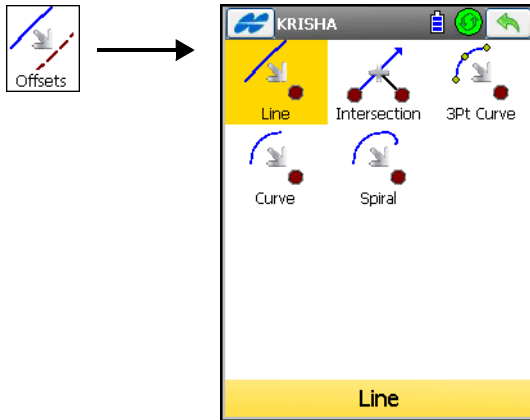 Offsets
KRISHA
Line
Intersection
3Pt Curve
Curve
Spiral
Line